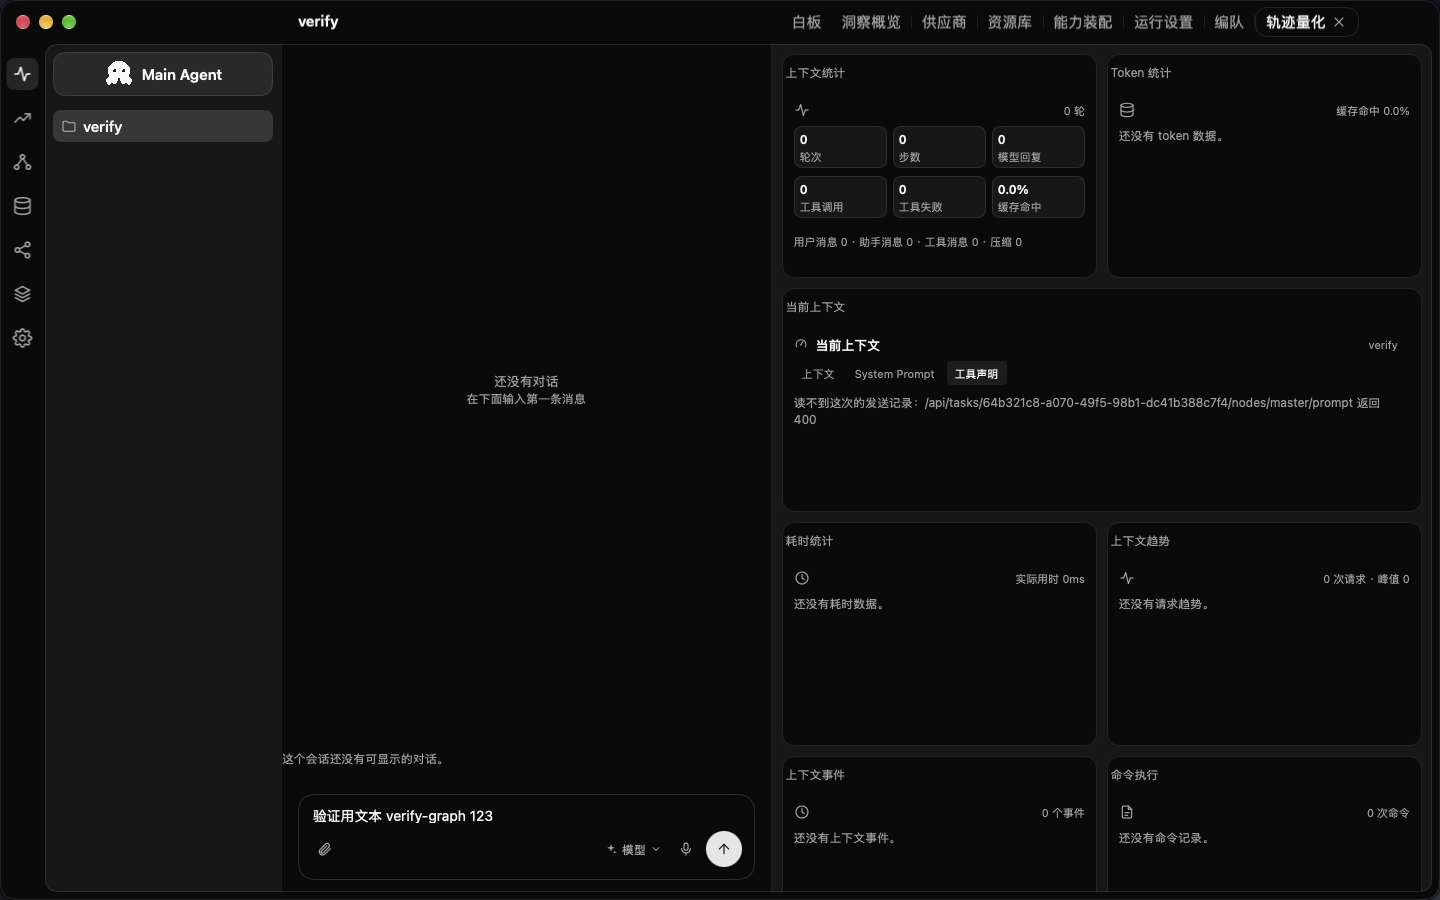 verify
白板
洞察概览
供应商
资源库
能力装配
运行设置
编队
轨迹量化
Main Agent
verify
还没有对话
在下面输入第一条消息
这个会话还没有可显示的对话。
验证用文本 verify-graph 123
模型
上下文统计
0 轮
0
轮次
0
步数
0
模型回复
0
工具调用
0
工具失败
0.0%
缓存命中
用户消息 0 · 助手消息 0 · 工具消息 0 · 压缩 0
Token 统计
缓存命中 0.0%
还没有 token 数据。
当前上下文
当前上下文
verify
上下文
System Prompt
工具声明
读不到这次的发送记录：/api/tasks/64b321c8-a070-49f5-98b1-dc41b388c7f4/nodes/master/prompt 返回
400
耗时统计
实际用时 0ms
还没有耗时数据。
上下文趋势
0 次请求 · 峰值 0
还没有请求趋势。
上下文事件
0 个事件
还没有上下文事件。
命令执行
0 次命令
还没有命令记录。